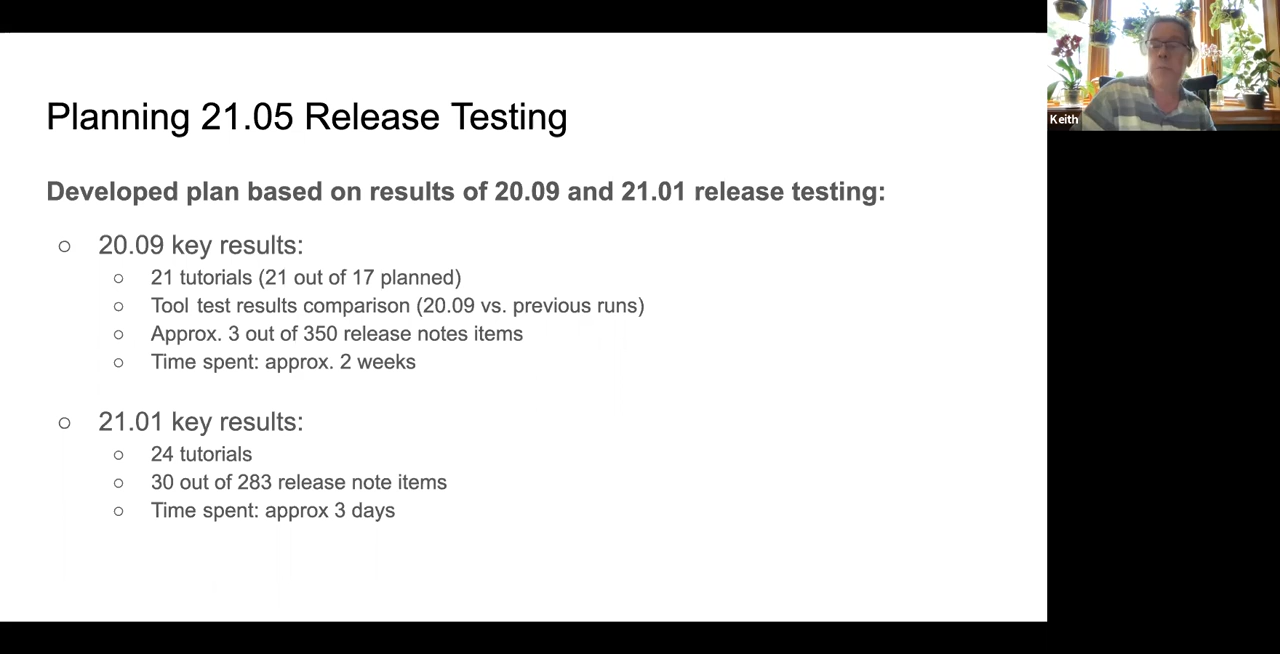 Planning 21.05 Release Testing
Developed plan based on results of 20.09 and 21.01 release testing:
○ 20.09 key results:
○ 21 tutorials (21 out of 17 planned)
○ Tool test results comparison (20.09 vs. previous runs)
○ Approx. 3 out of 350 release notes items
○ Time spent: approx. 2 weeks
○ 21.01 key results:
○ 24 tutorials
○ 30 out of 283 release note items
○ Time spent: approx 3 days
Keith